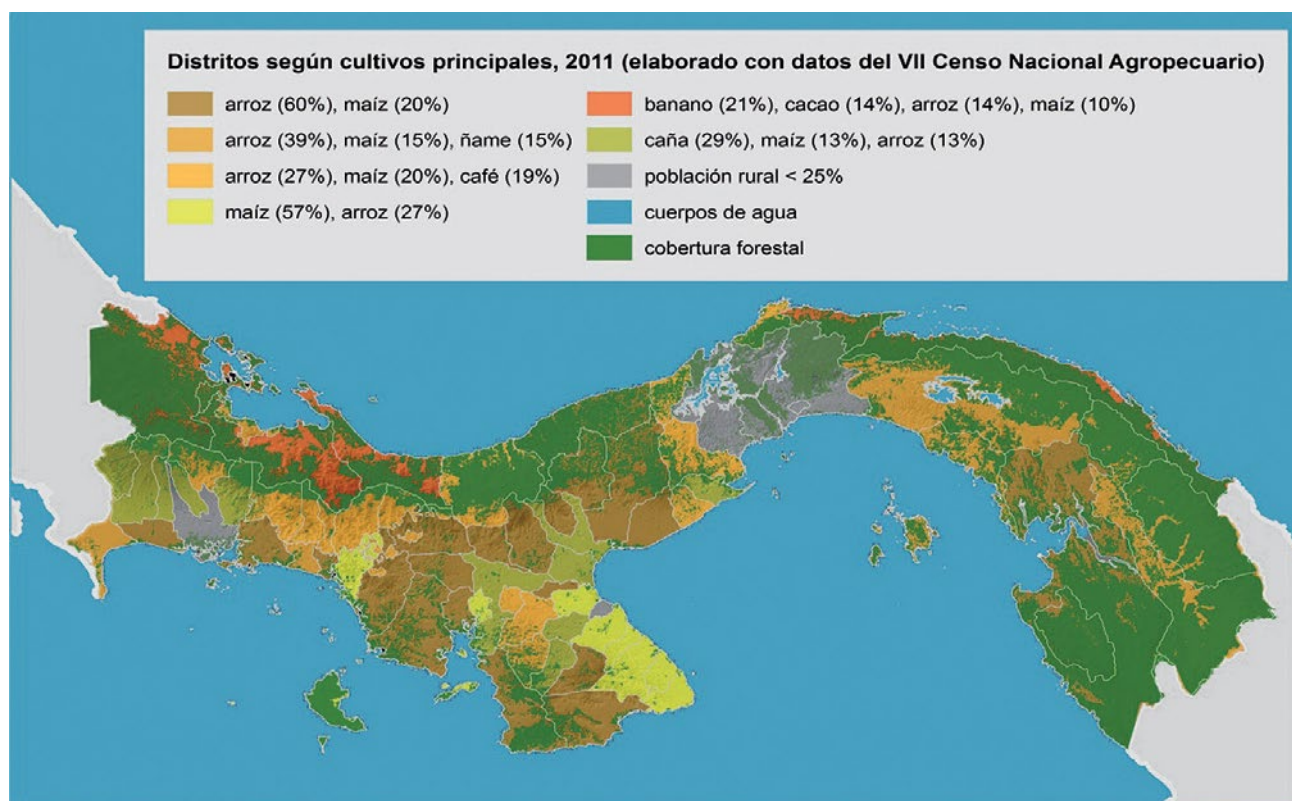 Distritos según cultivos principales, 2011 (elaborado con datos del VII Censo Nacional Agropecuario)
arroz (60%), maíz (20%)
arroz (39%), maíz (15%), ñame (15%)
arroz (27%), maíz (20%), café (19%)
maíz (57%), arroz (27%)
banano (21%), cacao (14%), arroz (14%), maíz (10%)
caña (29%), maíz (13%), arroz (13%)
población rural < 25%
cuerpos de agua
cobertura forestal